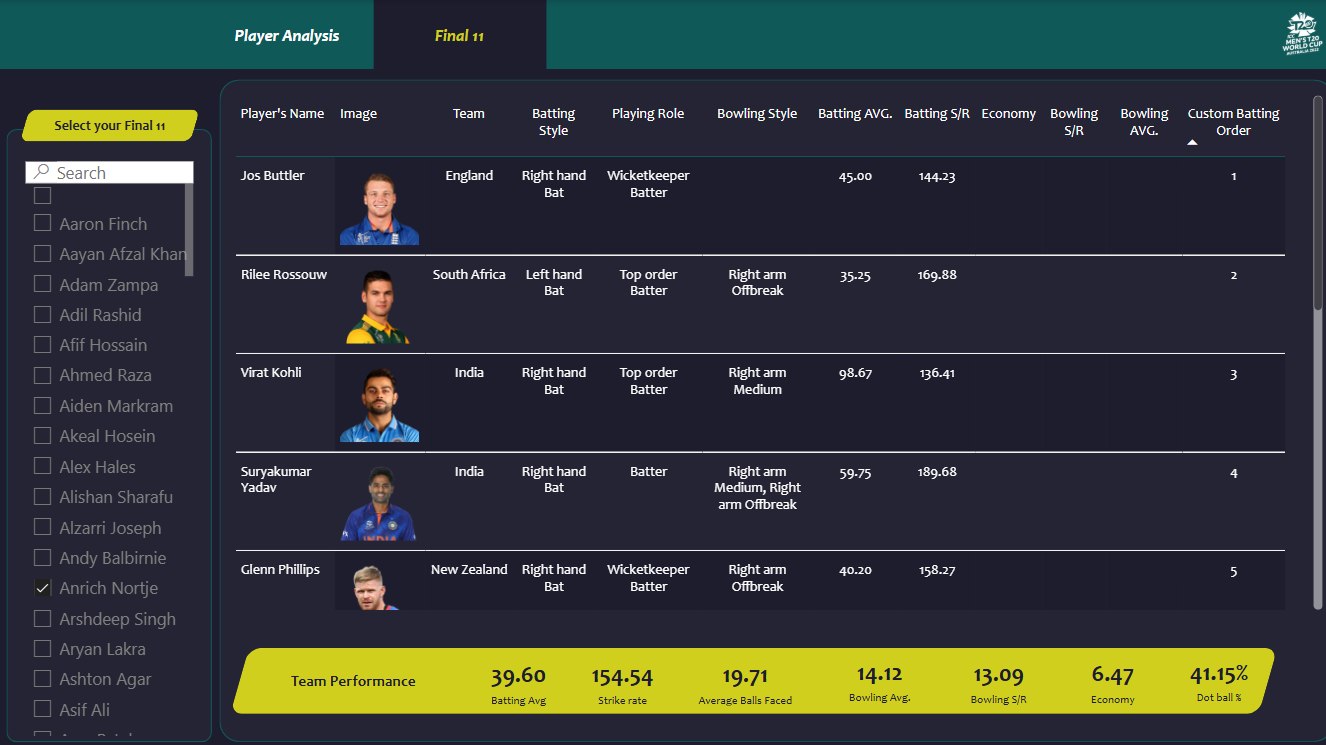 Player Analysis
Final 11
ICC
MEN'S T20
WORLD CUP
AUSTRALIA 2022
Select your Final 11
Search
Aaron Finch
Aayan Afzal Khan
Adam Zampa
Adil Rashid
Afif Hossain
Ahmed Raza
Aiden Markram
Akeal Hosein
Alex Hales
Alishan Sharafu
Alzarri Joseph
Andy Balbirnie
Anrich Nortje
Arshdeep Singh
Aryan Lakra
Ashton Agar
Asif Ali
Player's Name Image Team Batting Style Playing Role Bowling Style Batting AVG. Batting S/R Economy Bowling S/R Bowling AVG. Custom Batting Order
Jos Buttler England Right hand Bat Wicketkeeper Batter 45.00 144.23 1
Rilee Rossouw South Africa Left hand Bat Top order Batter Right arm Offbreak 35.25 169.88 2
Virat Kohli India Right hand Bat Top order Batter Right arm Medium 98.67 136.41 3
Suryakumar Yadav India Right hand Bat Batter Right arm Medium, Right arm Offbreak 59.75 189.68 4
INDIA
Glenn Phillips New Zealand Right hand Bat Wicketkeeper Batter Right arm Offbreak 40.20 158.27 5
Team Performance
39.60 154.54 19.71 14.12 13.09 6.47 41.15%
Batting Avg Strike rate Average Balls Faced Bowling Avg. Bowling S/R Economy Dot ball %